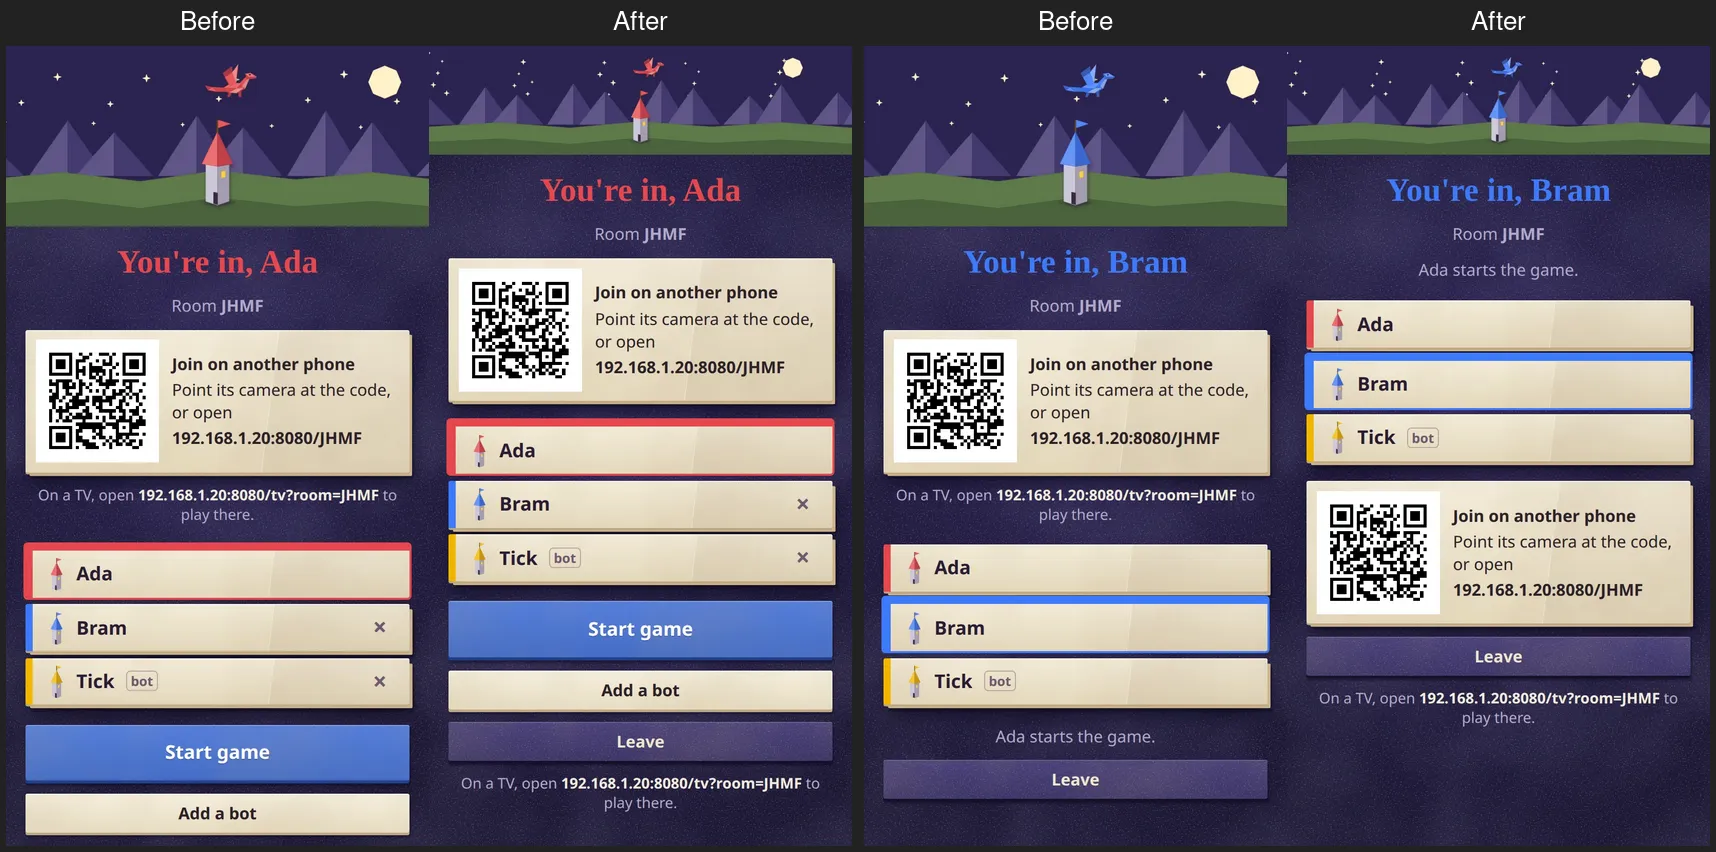 Before
You're in, Ada
Room JHMF
Join on another phone
Point its camera at the code,
or open
192.168.1.20:8080/JHMF
On a TV, open 192.168.1.20:8080/tv?room=JHMF to
play there.
Ada
Bram ×
Tick bot ×
Start game
Add a bot
After
You're in, Ada
Room JHMF
Join on another phone
Point its camera at the code,
or open
192.168.1.20:8080/JHMF
Ada
Bram ×
Tick bot ×
Start game
Add a bot
Leave
On a TV, open 192.168.1.20:8080/tv?room=JHMF to
play there.
Before
You're in, Bram
Room JHMF
Join on another phone
Point its camera at the code,
or open
192.168.1.20:8080/JHMF
On a TV, open 192.168.1.20:8080/tv?room=JHMF to
play there.
Ada
Bram
Tick bot
Ada starts the game.
Leave
After
You're in, Bram
Room JHMF
Ada starts the game.
Ada
Bram
Tick bot
Join on another phone
Point its camera at the code,
or open
192.168.1.20:8080/JHMF
Leave
On a TV, open 192.168.1.20:8080/tv?room=JHMF to
play there.